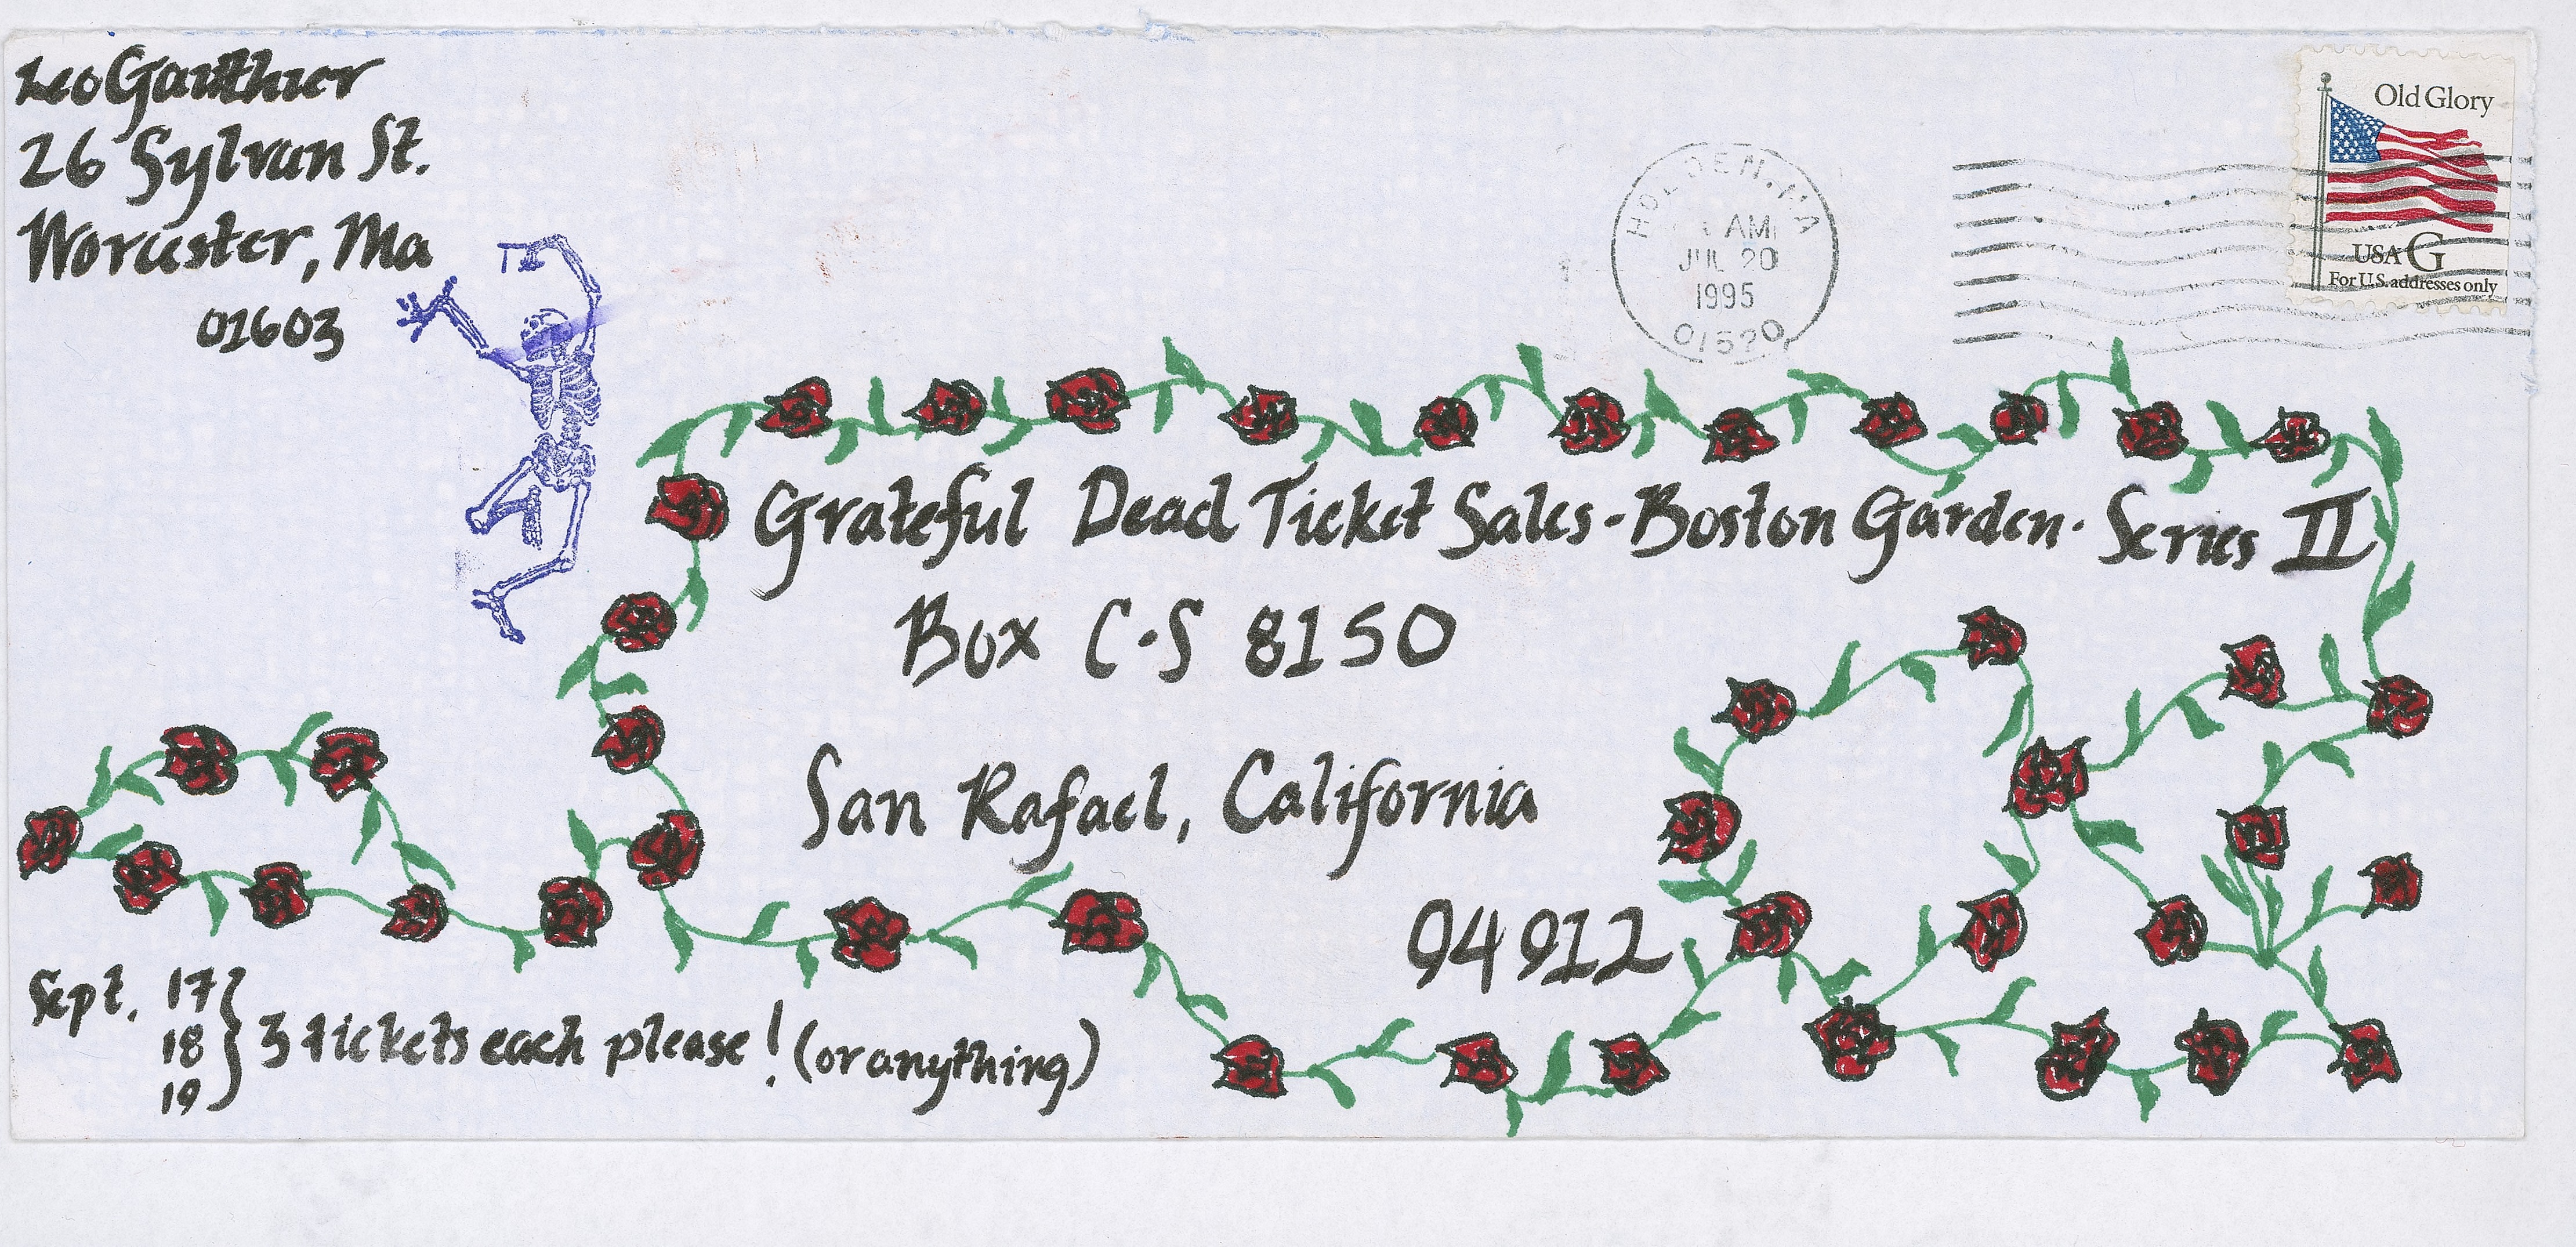 Leo Gauthier
26 Sylvan St.
Worcester, Ma
01603
Old Glory
USA G
For U.S. addresses only
HOLDEN, MA
AM
JUL 20
1995
01520
Grateful Dead Ticket Sales - Boston Garden. Series II
Box C-S 8150
San Rafael, California
94912
Sept. 17
18
19
3 tickets each please! (or anything)